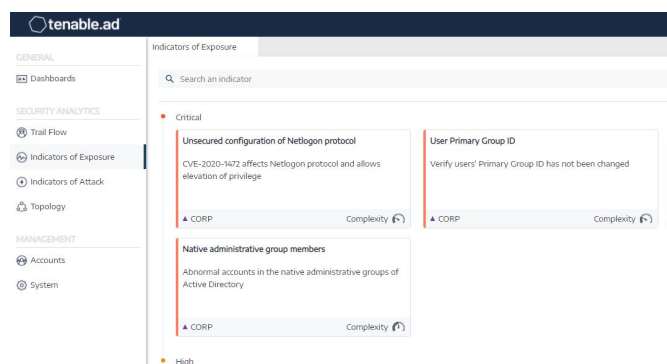 tenable.ad
GENERAL
Dashboards
SECURITY ANALYTICS
Trail Flow
Indicators of Exposure
Indicators of Attack
Topology
MANAGEMENT
Accounts
System
Indicators of Exposure
Search an indicator
Critical
Unsecured configuration of Netlogon protocol
CVE-2020-1472 affects Netlogon protocol and allows
elevation of privilege
CORP
Complexity
User Primary Group ID
Verify users' Primary Group ID has not been changed
CORP
Complexity
Native administrative group members
Abnormal accounts in the native administrative groups of
Active Directory
CORP
Complexity
High